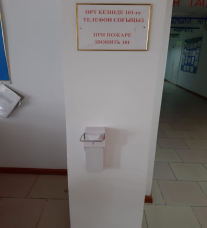 ӨРТ КЕЗІНДЕ 101-ге
ТЕЛЕФОН СОҒЫҢЫЗ
ПРИ ПОЖАРЕ
ЗВОНИТЬ 101